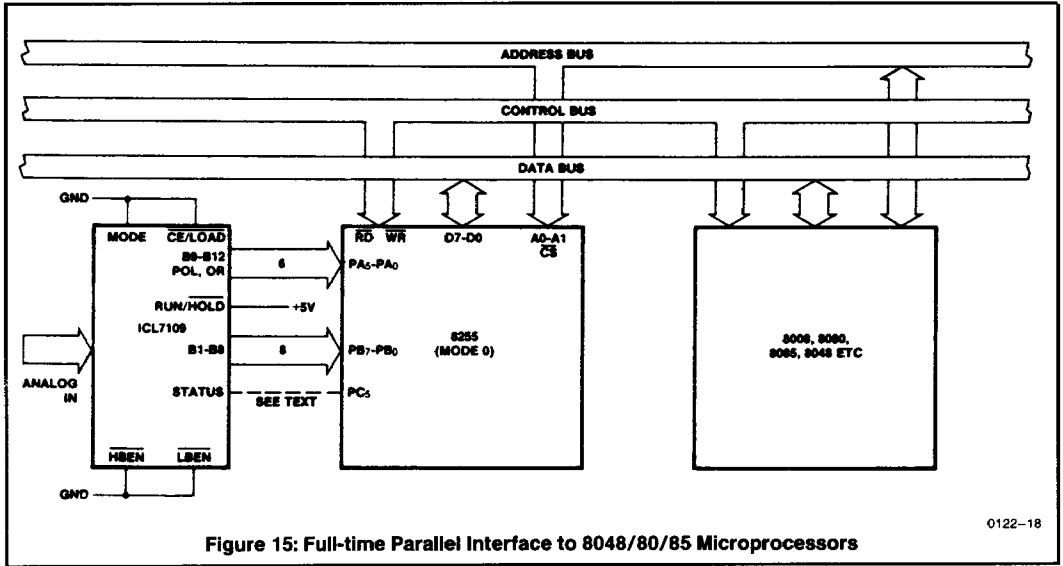 ADDRESS BUS
CONTROL BUS
DATA BUS
GND
MODE CE/LOAD
B9-B12
POL, OR
6
RUN/HOLD
+5V
ICL7109
B1-B8
8
ANALOG
IN
STATUS
SEE TEXT
HBEN LBEN
GND
RD WR D7-D0 A0-A1
CS
PA5-PA0
8255
(MODE 0)
PB7-PB0
PC5
8008, 8080,
8085, 8048 ETC
0122-18
Figure 15: Full-time Parallel Interface to 8048/80/85 Microprocessors